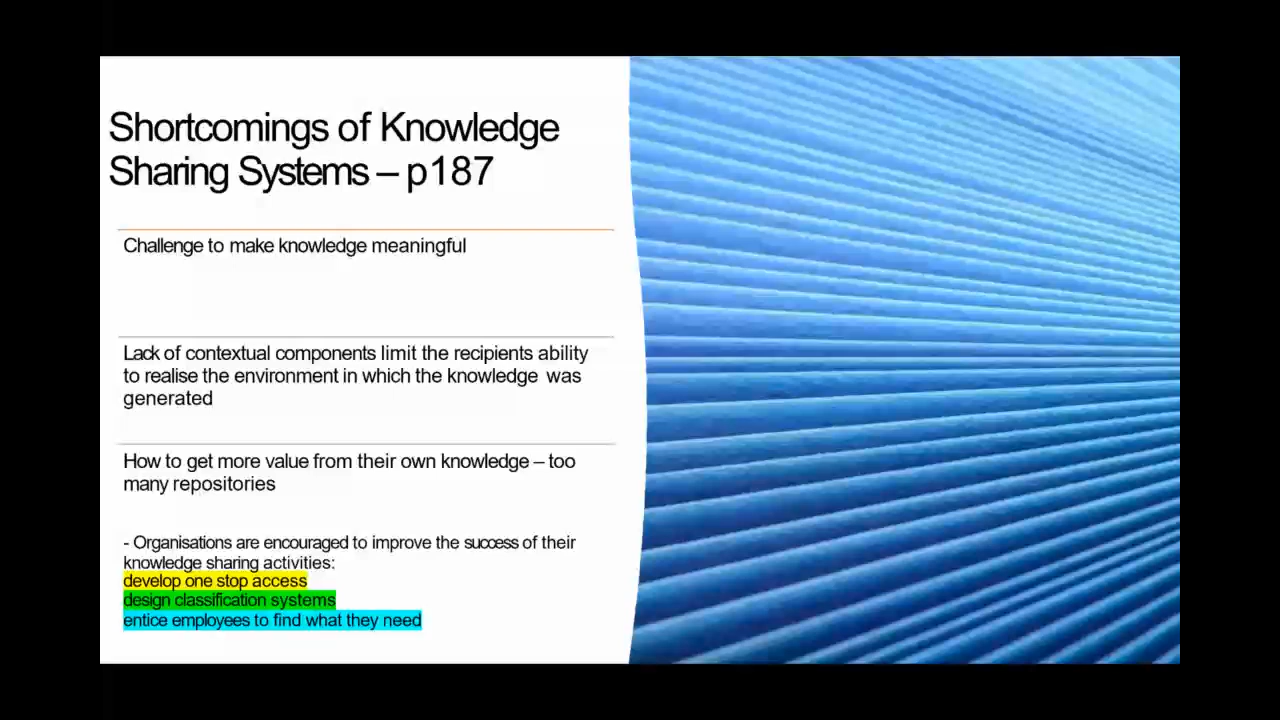 Shortcomings of Knowledge
Sharing Systems – p187
Challenge to make knowledge meaningful
Lack of contextual components limit the recipients ability
to realise the environment in which the knowledge was
generated
How to get more value from their own knowledge – too
many repositories
- Organisations are encouraged to improve the success of their
knowledge sharing activities:
develop one stop access
design classification systems
entice employees to find what they need